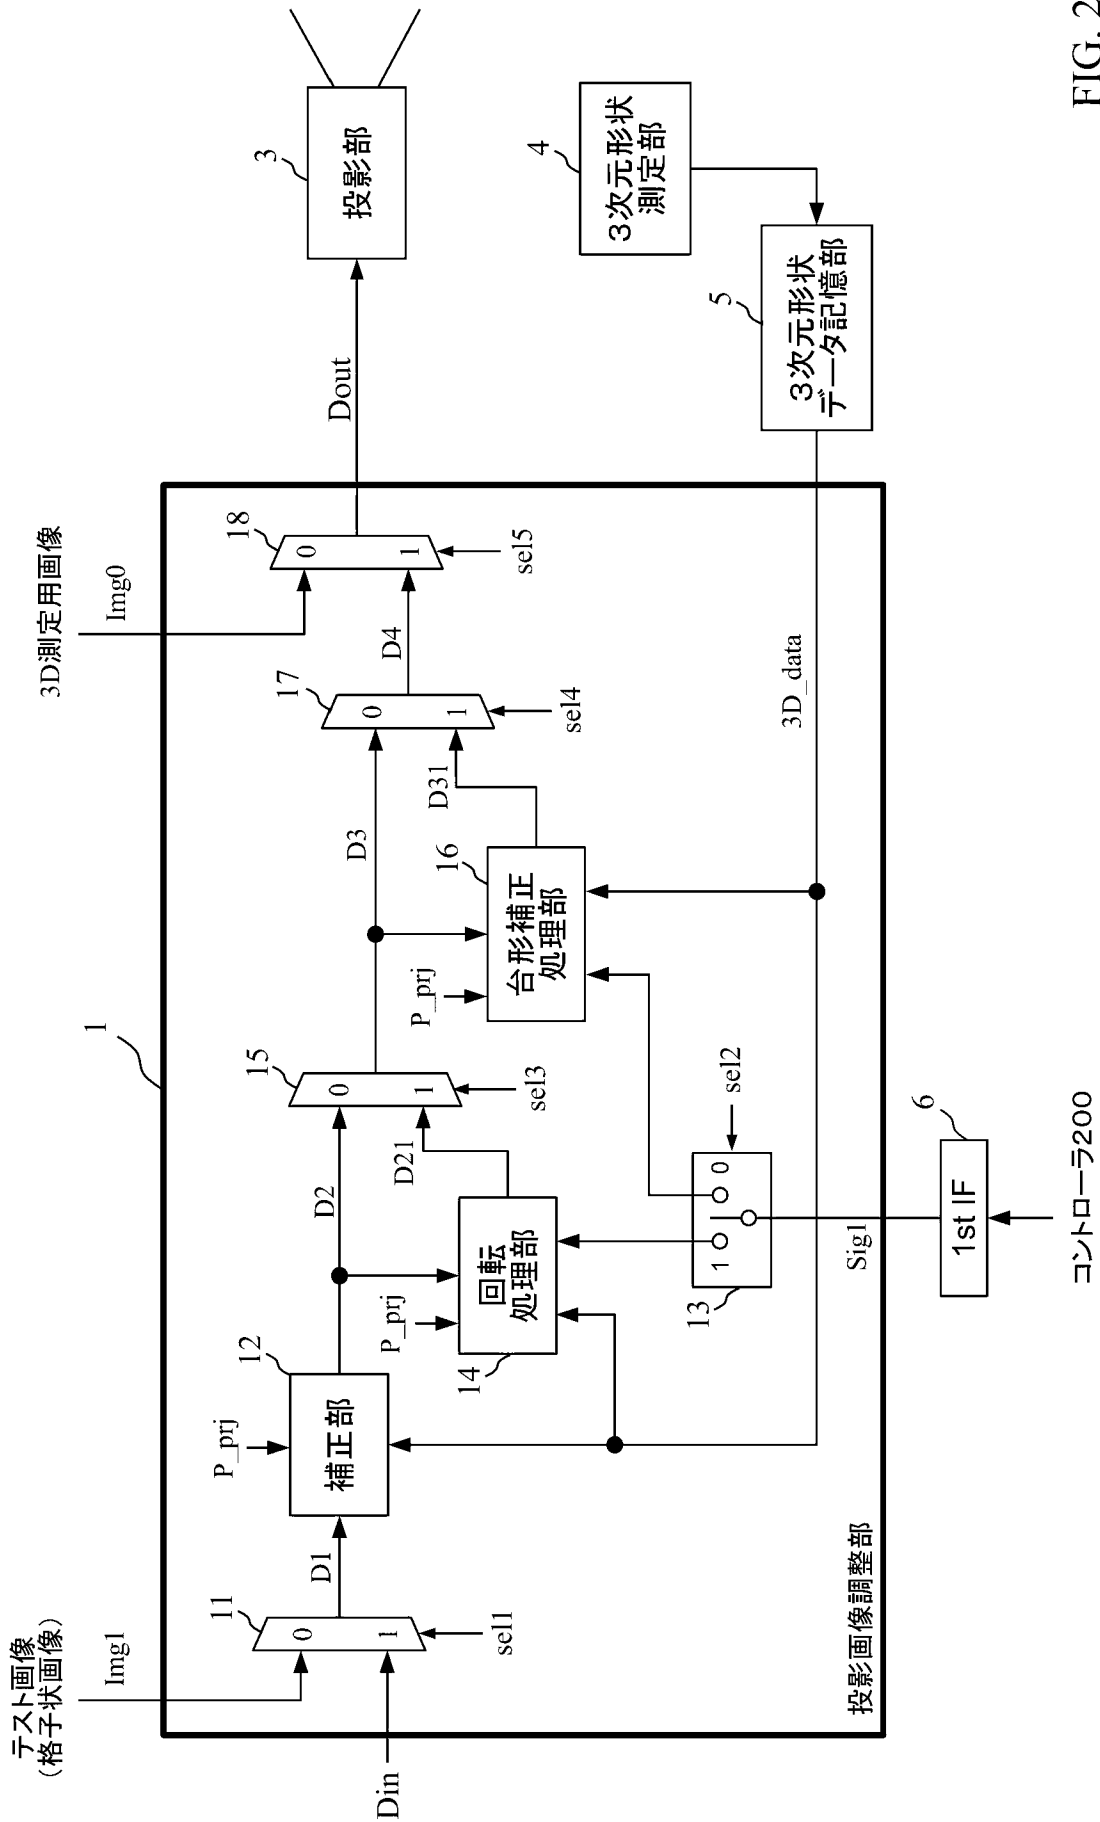 FIG. 2
テスト画像
(格子状画像)
Img1
3D測定用画像
Img0
1
Din
11
0
1
sel1
D1
P_prj
12
補正部
D2
P_prj
14
回転
処理部
D21
15
0
1
sel3
D3
P_prj
16
台形補正
処理部
D31
17
0
1
sel4
D4
18
0
1
sel5
Dout
3
投影部
4
3次元形状
測定部
5
3次元形状
データ記憶部
3D_data
13
1
0
sel2
Sig1
6
1st IF
コントローラ200
投影画像調整部